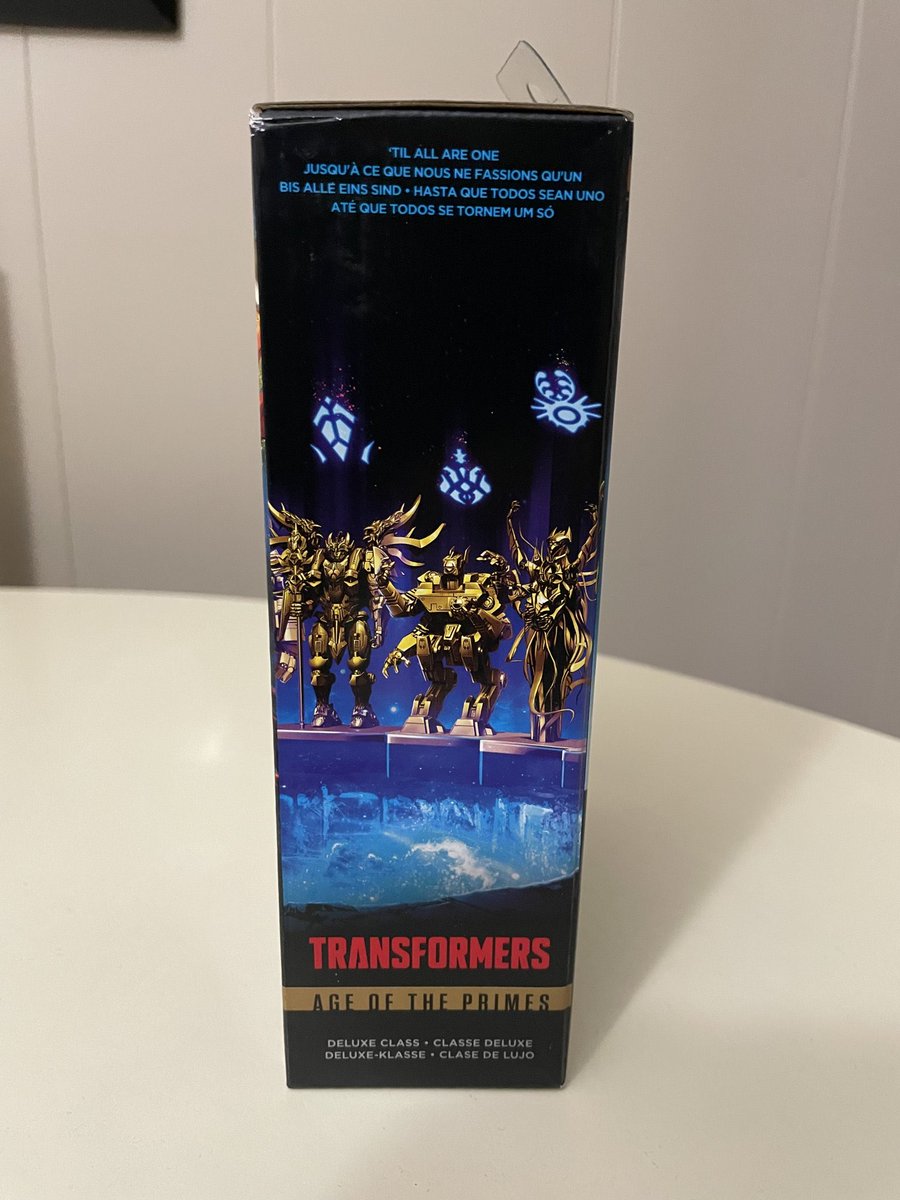 'TIL ALL ARE ONE
JUSQU'À CE QUE NOUS NE FASSIONS QU'UN
BIS ALLE EINS SIND • HASTA QUE TODOS SEAN UNO
ATÉ QUE TODOS SE TORNEM UM SÓ
TRANSFORMERS
AGE OF THE PRIMES
DELUXE CLASS • CLASSE DELUXE
DELUXE-KLASSE • CLASE DE LUJO